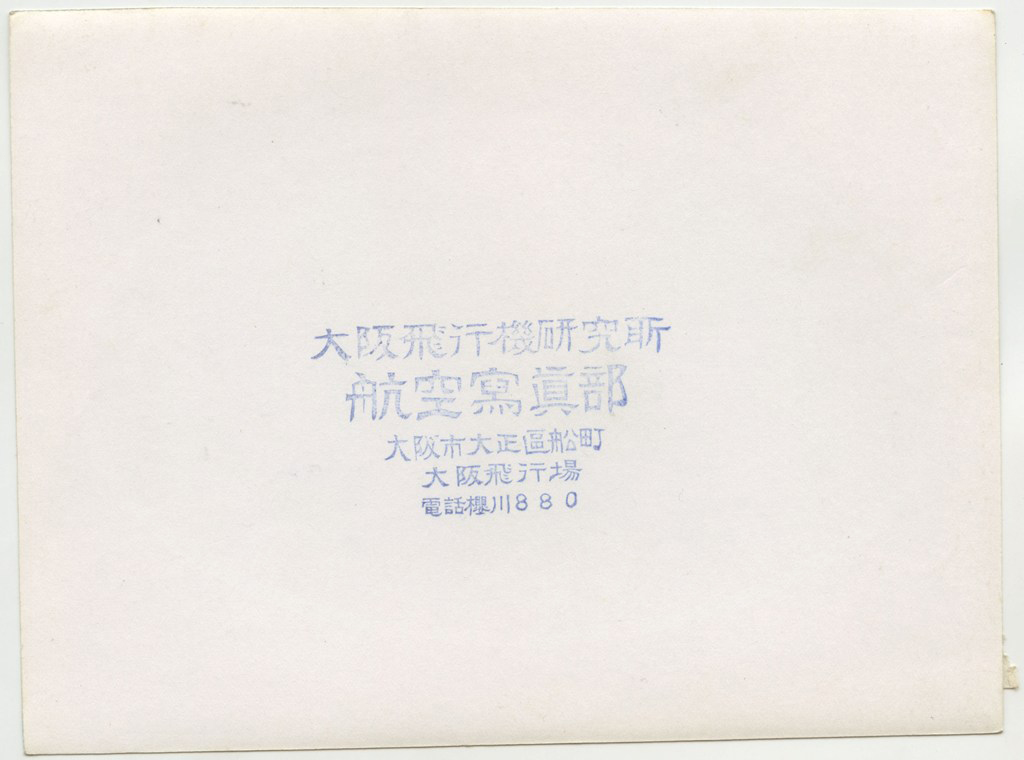 大阪飛行機研究所
航空寫眞部
大阪市大正區船町
大阪飛行場
電話櫻川880